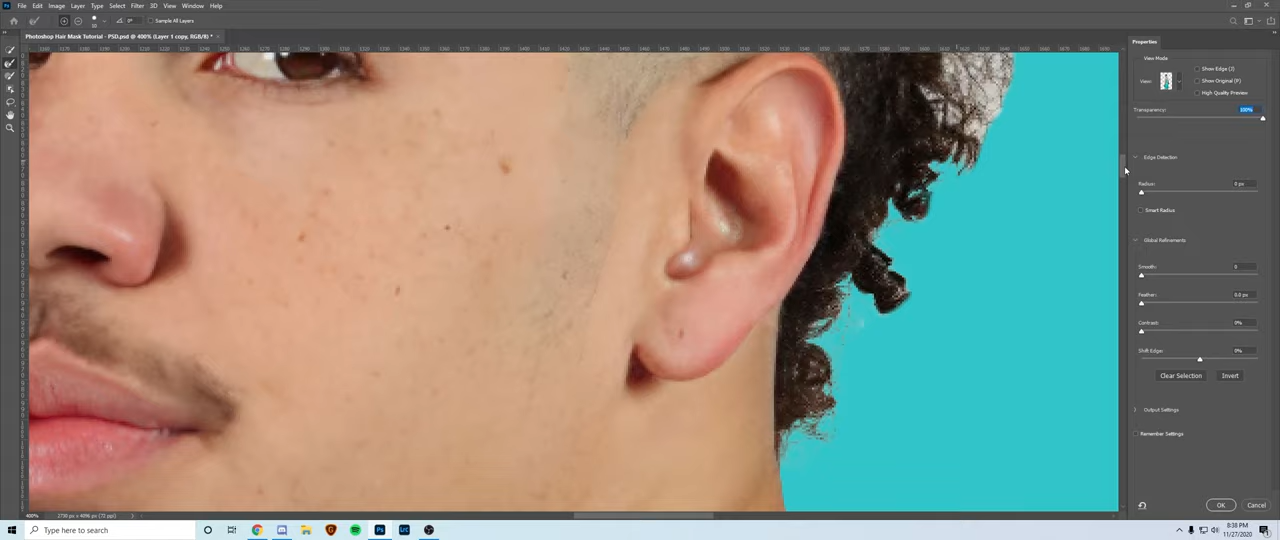 File Edit Image Layer Type Select Filter 3D View Window Help
0° Sample All Layers
Photoshop Hair Mask Tutorial - PSD.psd @ 400% (Layer 1 copy, RGB/8) *
Properties
View Mode
View:
Show Edge (J)
Show Original (P)
High Quality Preview
Transparency: 100%
Edge Detection
Radius: 0 px
Smart Radius
Global Refinements
Smooth: 0
Feather: 0.0 px
Contrast: 0%
Shift Edge: 0%
Clear Selection Invert
Output Settings
Remember Settings
OK Cancel
400%
Type here to search
8:38 PM
11/27/2020